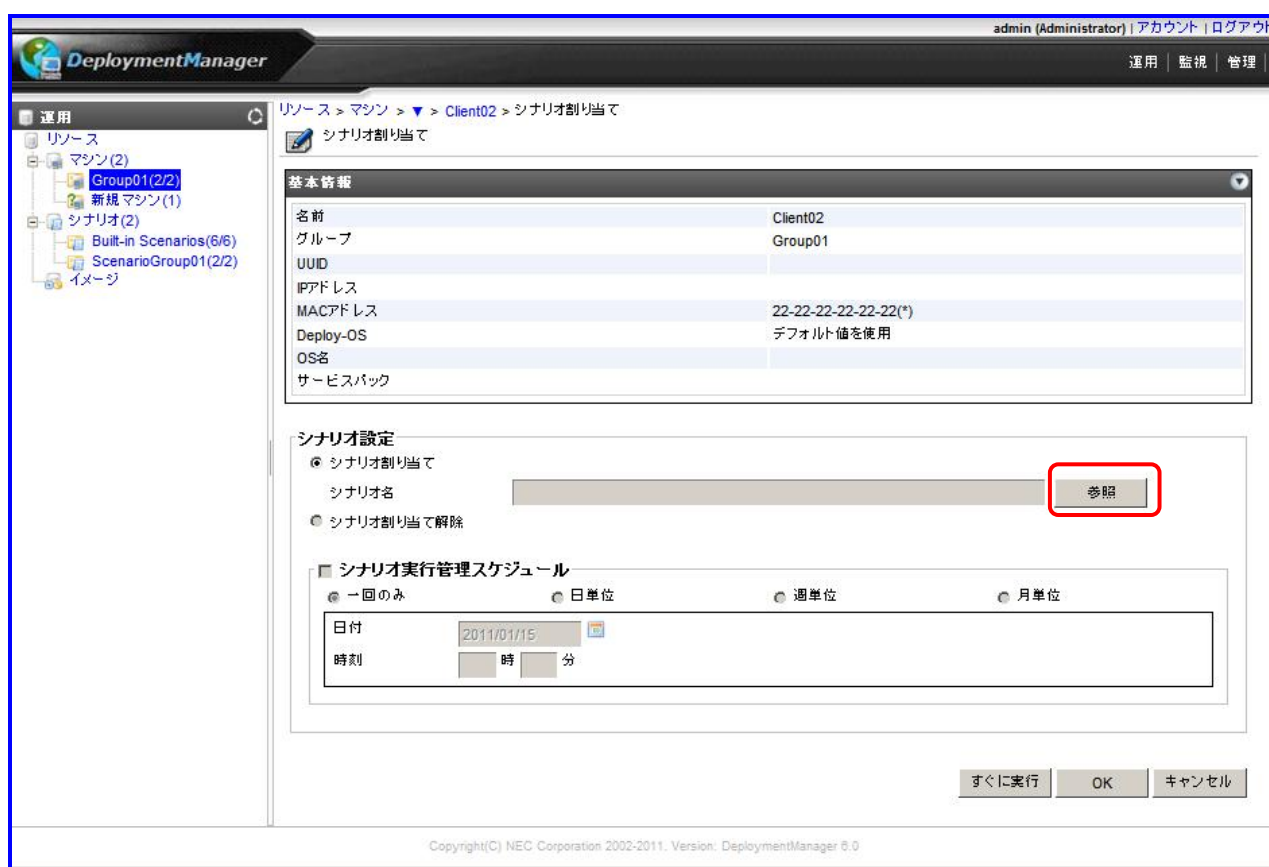 admin (Administrator) | アカウント | ログアウト
DeploymentManager
運用 | 監視 | 管理
運用
リソース
マシン(2)
Group01(2/2)
新規マシン(1)
シナリオ(2)
Built-in Scenarios(6/6)
ScenarioGroup01(2/2)
イメージ
リソース > マシン > ▼ > Client02 > シナリオ割り当て
シナリオ割り当て
基本情報
名前 Client02
グループ Group01
UUID
IPアドレス
MACアドレス 22-22-22-22-22-22(*)
Deploy-OS デフォルト値を使用
OS名
サービスパック
シナリオ設定
シナリオ割り当て
シナリオ名 参照
シナリオ割り当て解除
シナリオ実行管理スケジュール
一回のみ 日単位 週単位 月単位
日付 2011/01/15
時刻 時 分
すぐに実行 OK キャンセル
Copyright(C) NEC Corporation 2002-2011. Version: DeploymentManager 6.0